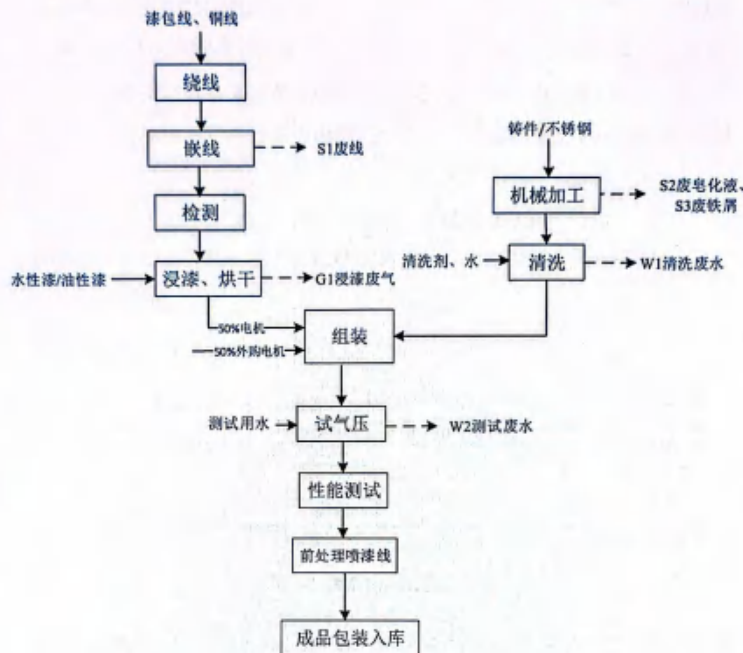 漆包线、铜线
绕线
嵌线
S1废线
检测
水性漆/油性漆
浸漆、烘干
G1浸漆废气
铸件/不锈钢
机械加工
S2废皂化液、
S3废铁屑
清洗剂、水
清洗
W1清洗废水
50%电机
50%外购电机
组装
测试用水
试气压
W2测试废水
性能测试
前处理喷漆线
成品包装入库